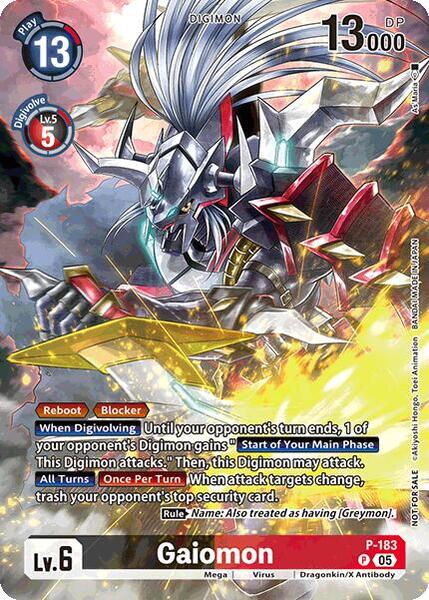 Play
13
DIGIMON
DP
13000
Digivolve
Lv.5
5
As'Maria
©Akiyoshi Hongo, Toei Animation BANDAI MADE IN JAPAN
NOT FOR SALE
Reboot Blocker
When Digivolving Until your opponent's turn ends, 1 of
your opponent's Digimon gains "Start of Your Main Phase
This Digimon attacks." Then, this Digimon may attack.
All Turns Once Per Turn When attack targets change,
trash your opponent's top security card.
Rule Name: Also treated as having [Greymon].
P-183
Lv.6 Gaiomon P 05
Mega Virus Dragonkin/X Antibody